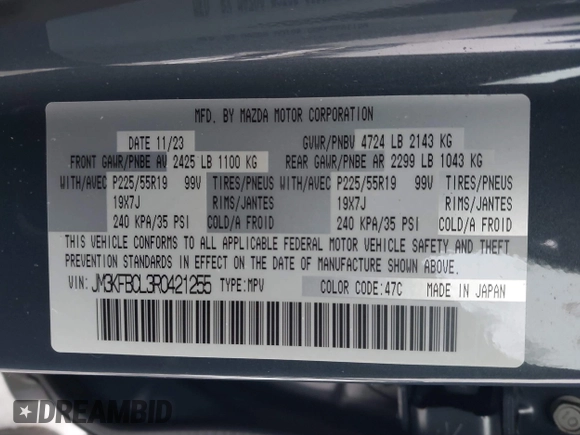 MFD. BY MAZDA MOTOR CORPORATION
DATE 11/23 GVWR/PNBV 4724 LB 2143 KG
FRONT GAWR/PNBE AV 2425 LB 1100 KG REAR GAWR/PNBE AR 2299 LB 1043 KG
WITH/AVEC P225/55R19 99V TIRES/PNEUS WITH/AVEC P225/55R19 99V TIRES/PNEUS
19X7J RIMS/JANTES 19X7J RIMS/JANTES
240 KPA/35 PSI COLD/A FROID 240 KPA/35 PSI COLD/A FROID
THIS VEHICLE CONFORMS TO ALL APPLICABLE FEDERAL MOTOR VEHICLE SAFETY AND THEFT
PREVENTION STANDARDS IN EFFECT ON THE DATE OF MANUFACTURE SHOWN ABOVE.
VIN: JM3KFBCL3R0421255 TYPE:MPV COLOR CODE:47C MADE IN JAPAN
DREAMBID